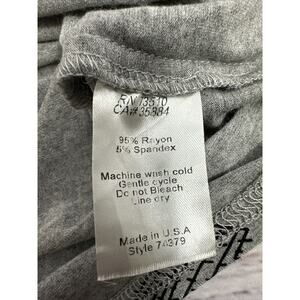 CA# 35884
95% Rayon
5% Spandex
Machine wash cold
Gentle cycle
Do not Bleach
Line dry
Made in U.S.A
Style 74379